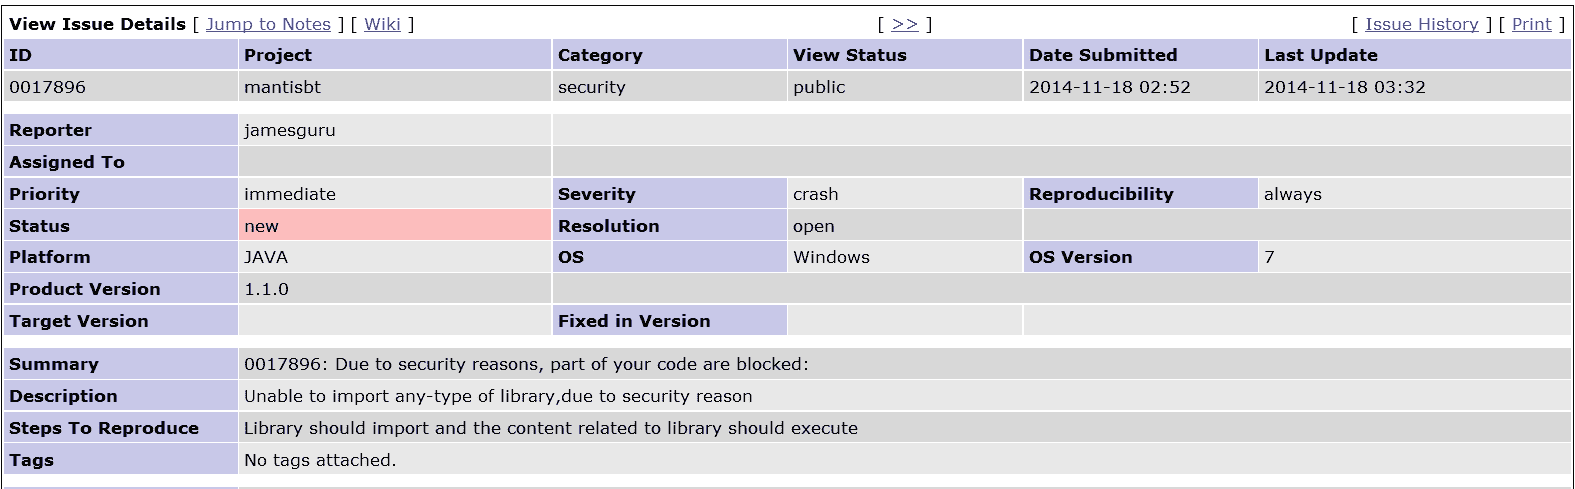 View Issue Details [ Jump to Notes ] [ Wiki ] [ >> ] [ Issue History ] [ Print ]
ID Project Category View Status Date Submitted Last Update
0017896 mantisbt security public 2014-11-18 02:52 2014-11-18 03:32
Reporter jamesguru
Assigned To
Priority immediate Severity crash Reproducibility always
Status new Resolution open
Platform JAVA OS Windows OS Version 7
Product Version 1.1.0
Target Version Fixed in Version
Summary 0017896: Due to security reasons, part of your code are blocked:
Description Unable to import any-type of library,due to security reason
Steps To Reproduce Library should import and the content related to library should execute
Tags No tags attached.